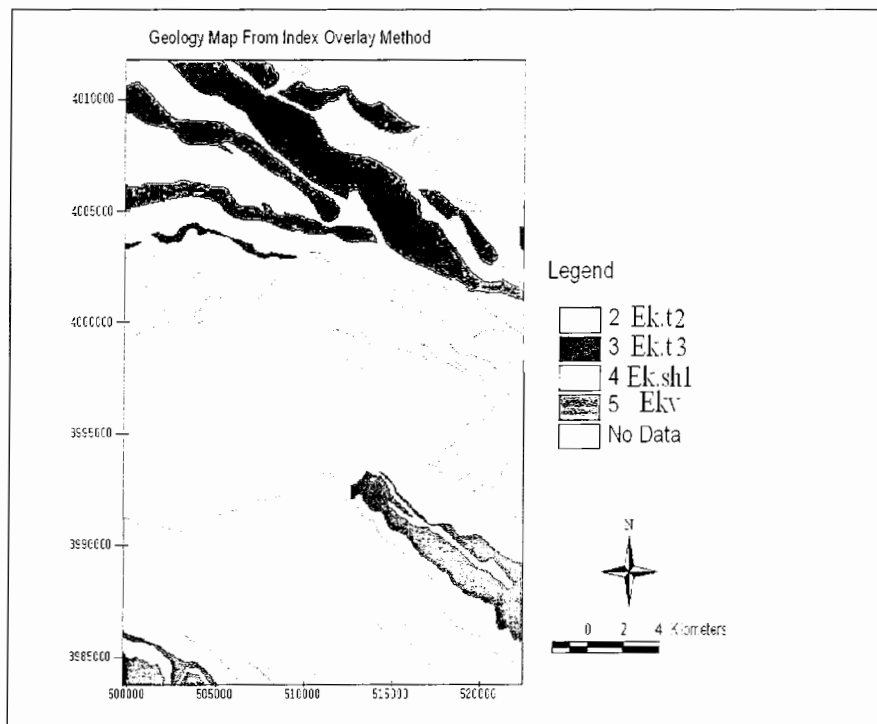 Geology Map From Index Overlay Method
4010000
4005000
4000000
3995000
3990000
3985000
500000 505000 510000 515000 520000
Legend
2 Ek.t2
3 Ek.t3
4 Ek.sh1
5 Ekv
No Data
N
0 2 4 Kilometers